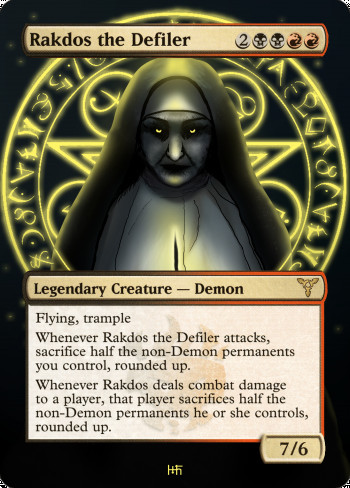 Rakdos the Defiler 2
Legendary Creature — Demon
Flying, trample
Whenever Rakdos the Defiler attacks,
sacrifice half the non-Demon permanents
you control, rounded up.
Whenever Rakdos deals combat damage
to a player, that player sacrifices half the
non-Demon permanents he or she controls,
rounded up.
7/6